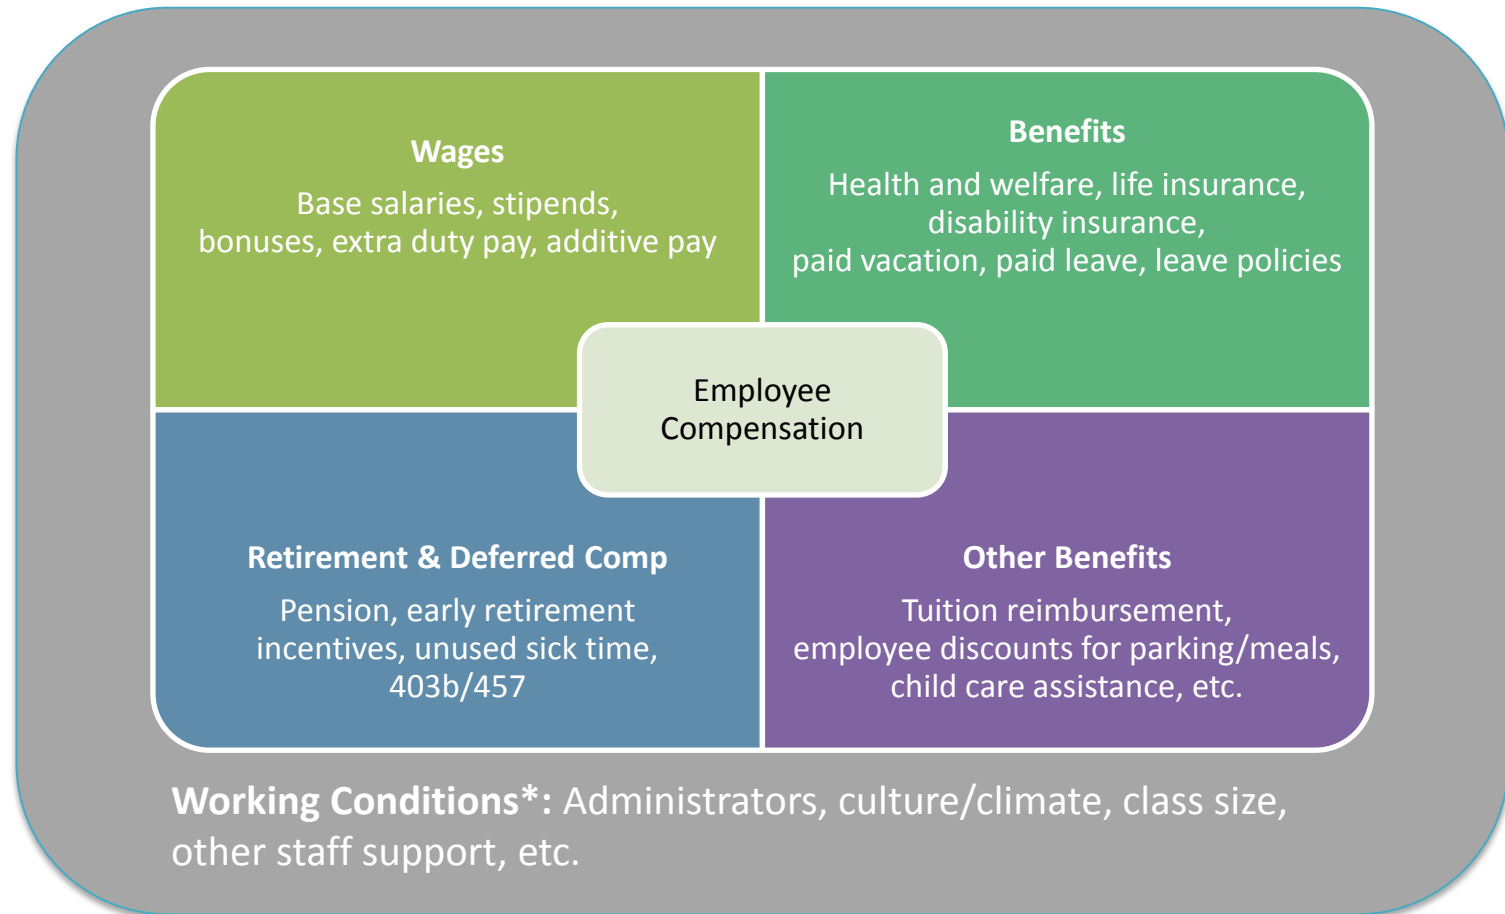 Wages
Base salaries, stipends,
bonuses, extra duty pay, additive pay
Benefits
Health and welfare, life insurance,
disability insurance,
paid vacation, paid leave, leave policies
Employee
Compensation
Retirement & Deferred Comp
Pension, early retirement
incentives, unused sick time,
403b/457
Other Benefits
Tuition reimbursement,
employee discounts for parking/meals,
child care assistance, etc.
Working Conditions*: Administrators, culture/climate, class size,
other staff support, etc.